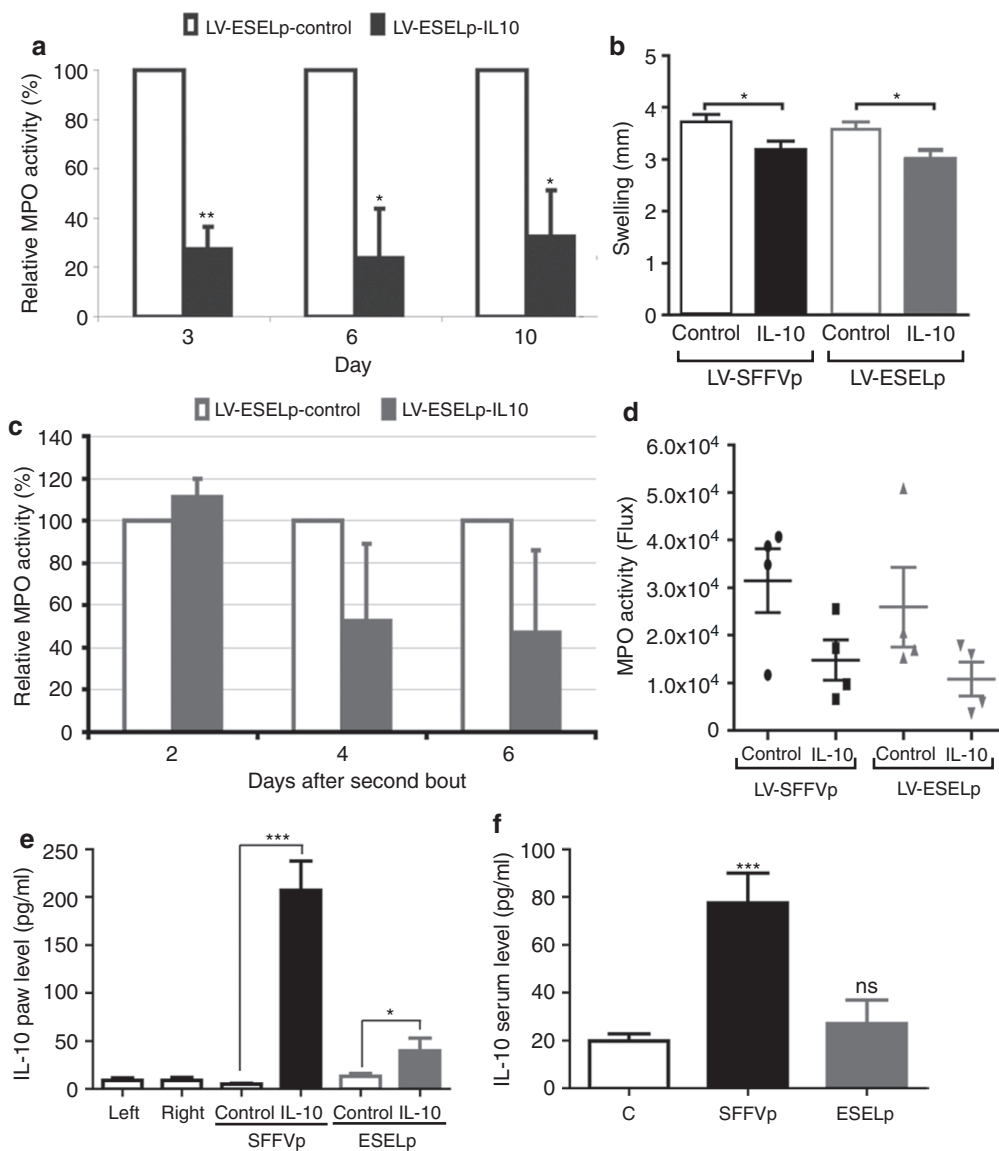 LV-ESELp-control LV-ESELp-IL10
a
Relative MPO activity (%)
100
80
60
40
20
0
**
*
*
3 6 10
Day
b
Swelling (mm)
5
4
3
2
1
0
* *
Control IL-10 Control IL-10
LV-SFFVp LV-ESELp
LV-ESELp-control LV-ESELp-IL10
c
Relative MPO activity (%)
140
120
100
80
60
40
20
0
2 4 6
Days after second bout
d
MPO activity (Flux)
6.0x10⁴
5.0x10⁴
4.0x10⁴
3.0x10⁴
2.0x10⁴
1.0x10⁴
0
Control IL-10 Control IL-10
LV-SFFVp LV-ESELp
e
IL-10 paw level (pg/ml)
250
200
150
100
50
0
***
*
Left Right Control IL-10 Control IL-10
SFFVp ESELp
f
IL-10 serum level (pg/ml)
100
80
60
40
20
0
***
ns
C SFFVp ESELp